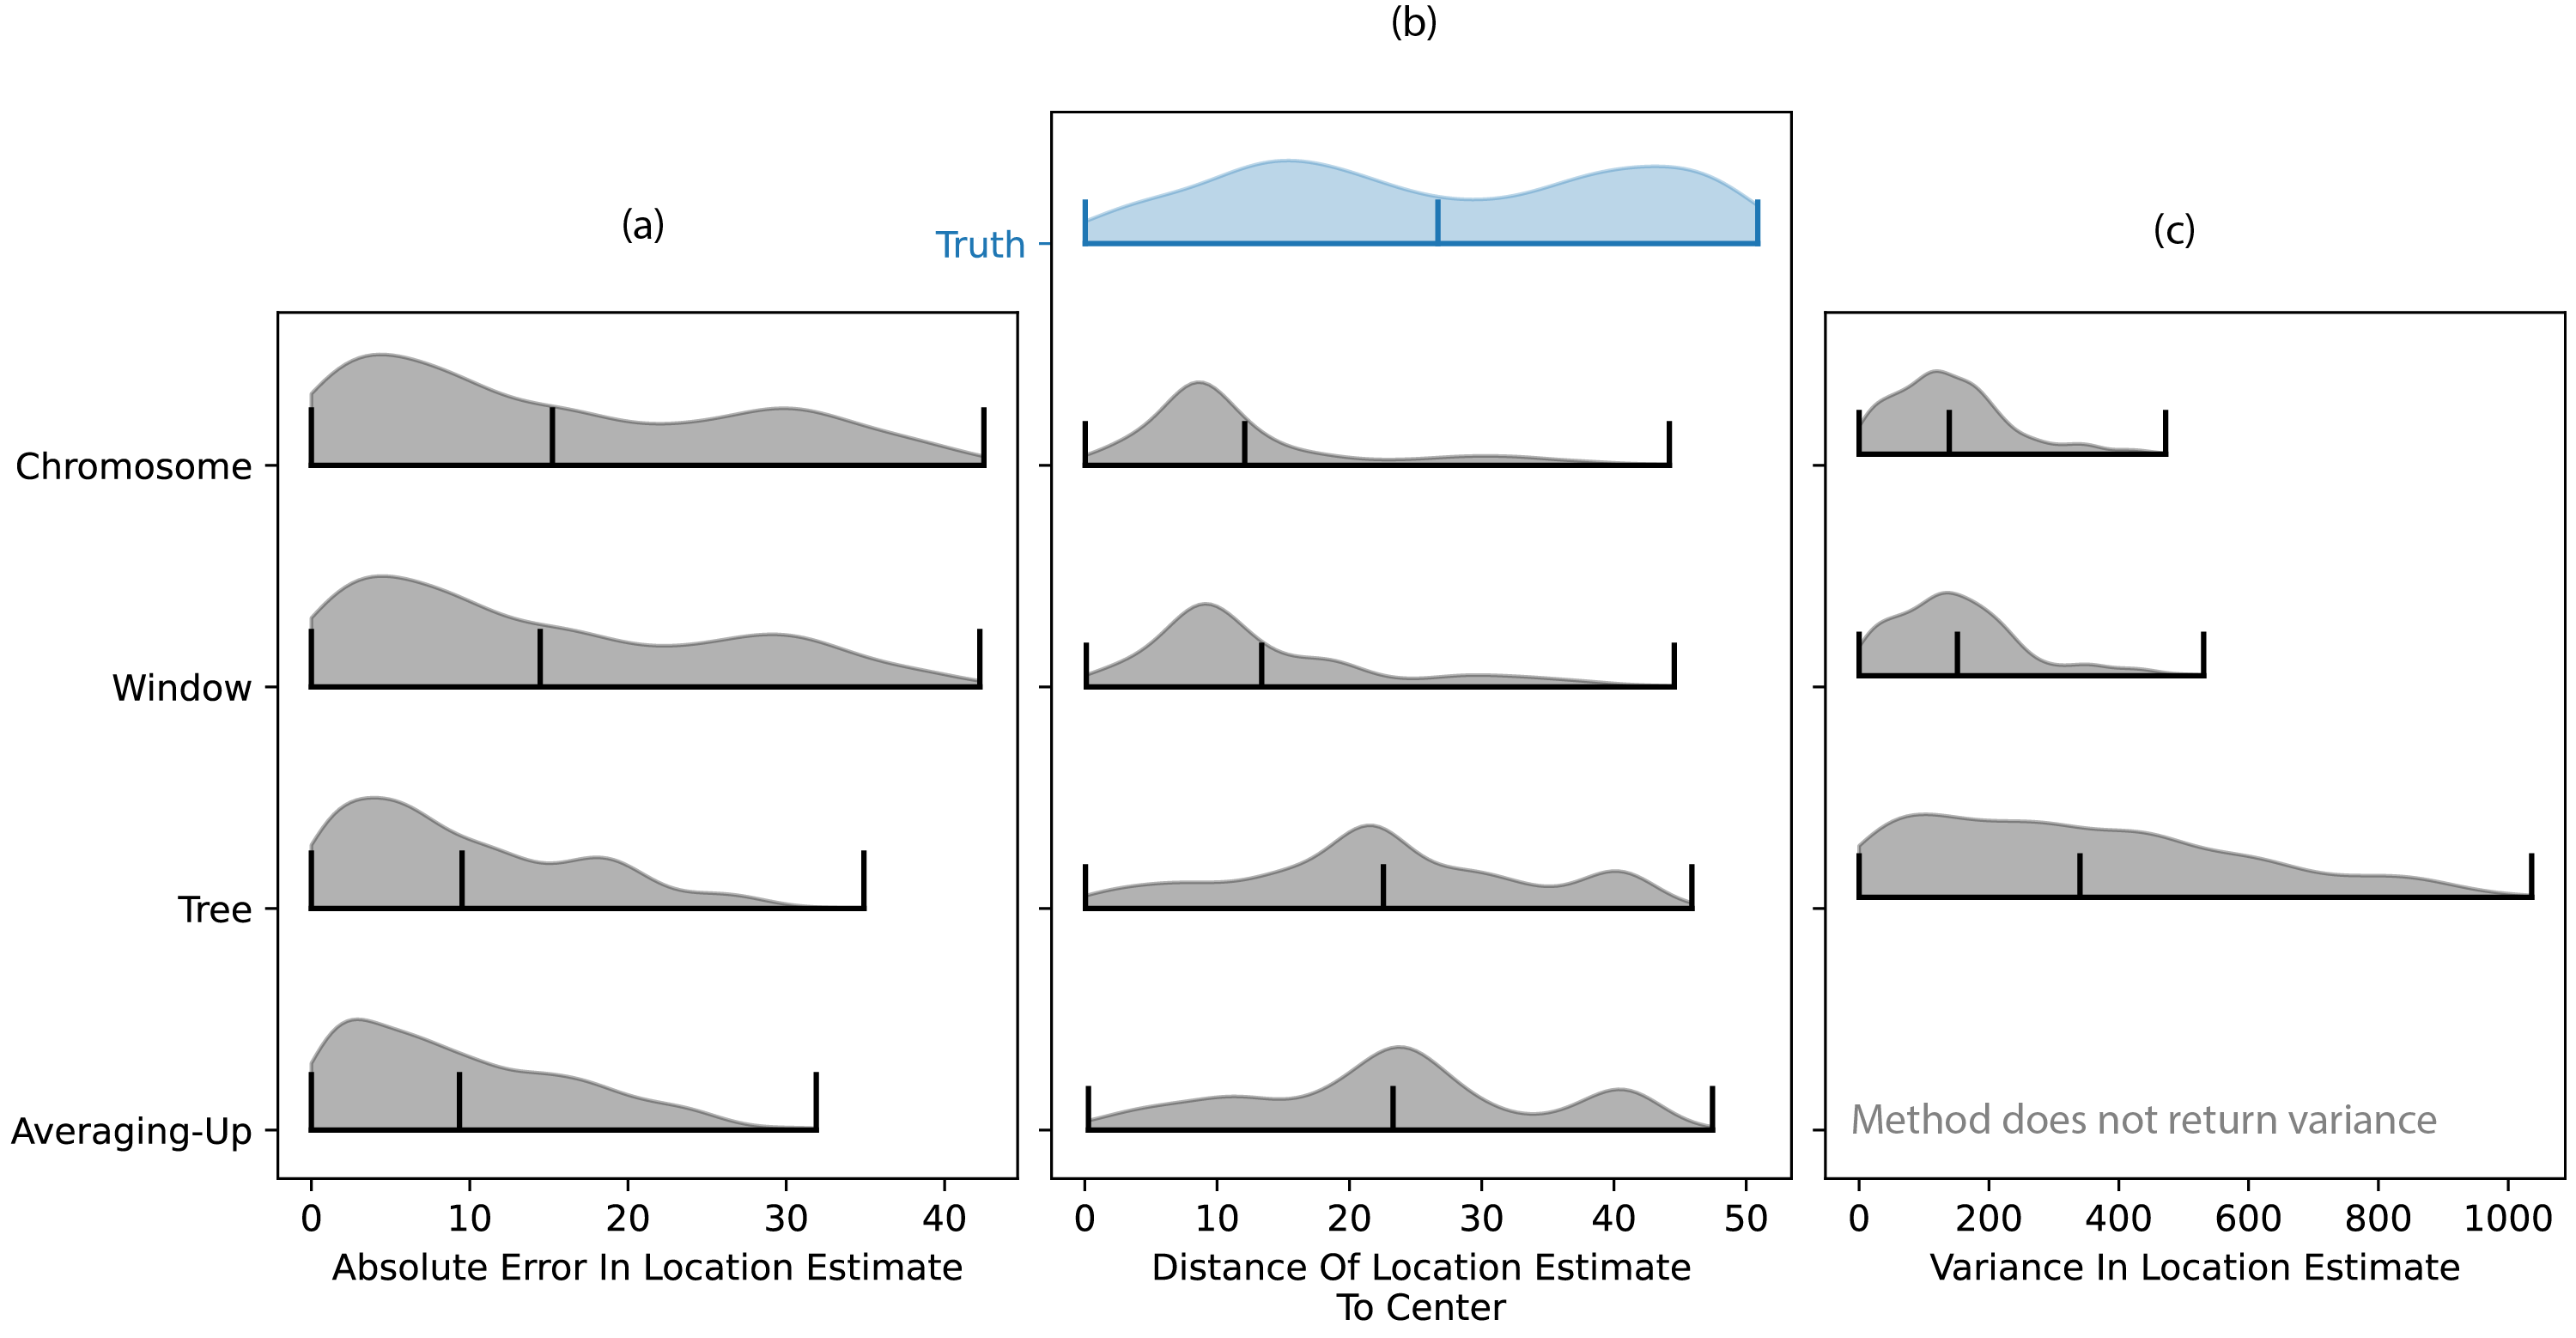 (b)
(a)
Truth
(c)
Chromosome
Window
Tree
Averaging-Up
Method does not return variance
0 10 20 30 40
0 10 20 30 40 50
0 200 400 600 800 1000
Absolute Error In Location Estimate
Distance Of Location Estimate
To Center
Variance In Location Estimate